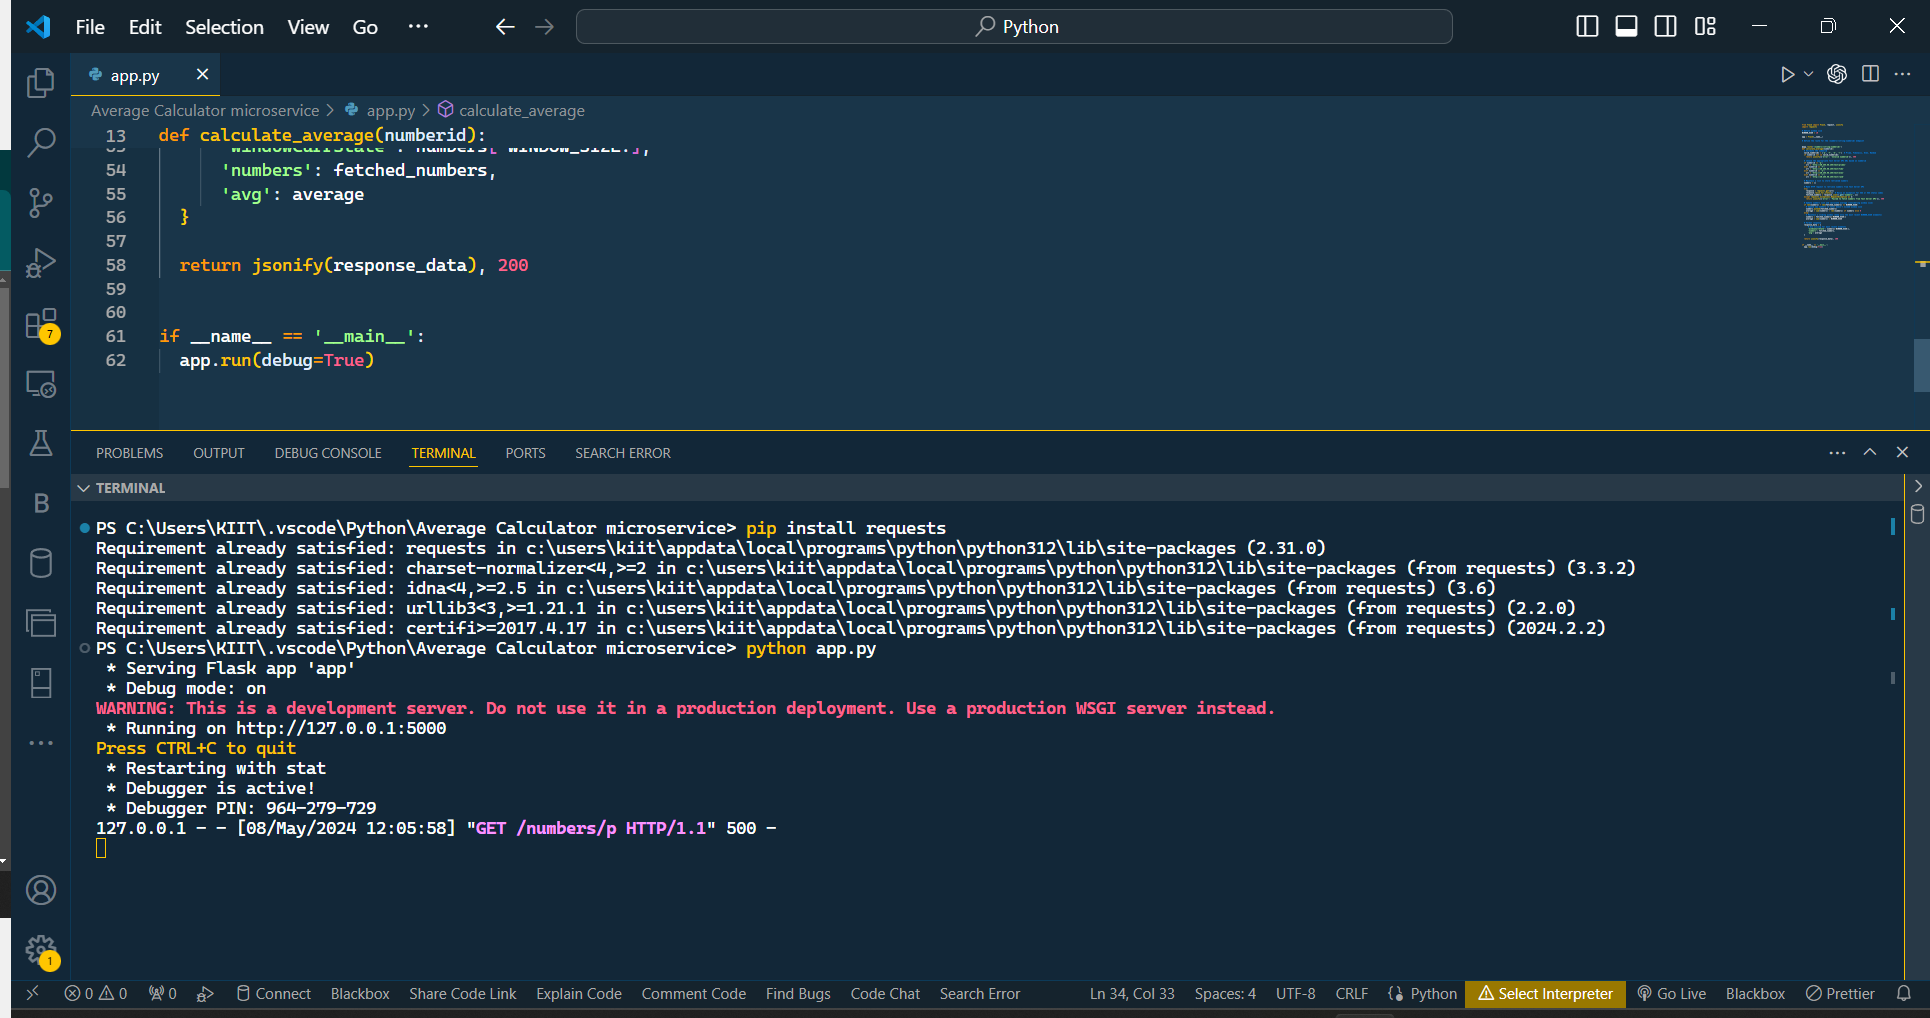 File Edit Selection View Go ···
Python
app.py
Average Calculator microservice > app.py > calculate_average
13 def calculate_average(numberid):
54 'numbers': fetched_numbers,
55 'avg': average
56 }
57
58 return jsonify(response_data), 200
59
60
61 if __name__ == '__main__':
62 app.run(debug=True)
7
PROBLEMS OUTPUT DEBUG CONSOLE TERMINAL PORTS SEARCH ERROR
TERMINAL
PS C:\Users\KIIT\.vscode\Python\Average Calculator microservice> pip install requests
Requirement already satisfied: requests in c:\users\kiit\appdata\local\programs\python\python312\lib\site-packages (2.31.0)
Requirement already satisfied: charset-normalizer<4,>=2 in c:\users\kiit\appdata\local\programs\python\python312\lib\site-packages (from requests) (3.3.2)
Requirement already satisfied: idna<4,>=2.5 in c:\users\kiit\appdata\local\programs\python\python312\lib\site-packages (from requests) (3.6)
Requirement already satisfied: urllib3<3,>=1.21.1 in c:\users\kiit\appdata\local\programs\python\python312\lib\site-packages (from requests) (2.2.0)
Requirement already satisfied: certifi>=2017.4.17 in c:\users\kiit\appdata\local\programs\python\python312\lib\site-packages (from requests) (2024.2.2)
PS C:\Users\KIIT\.vscode\Python\Average Calculator microservice> python app.py
* Serving Flask app 'app'
* Debug mode: on
WARNING: This is a development server. Do not use it in a production deployment. Use a production WSGI server instead.
* Running on http://127.0.0.1:5000
Press CTRL+C to quit
* Restarting with stat
* Debugger is active!
* Debugger PIN: 964-279-729
127.0.0.1 - - [08/May/2024 12:05:58] "GET /numbers/p HTTP/1.1" 500 -
B
1
0 0 0 Connect Blackbox Share Code Link Explain Code Comment Code Find Bugs Code Chat Search Error Ln 34, Col 33 Spaces: 4 UTF-8 CRLF {} Python Select Interpreter Go Live Blackbox Prettier